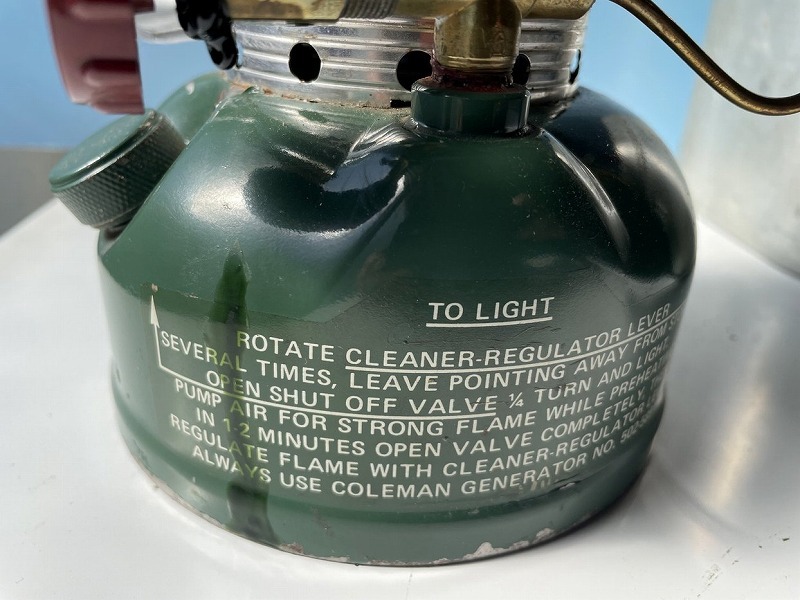 TO LIGHT
ROTATE CLEANER-REGULATOR LEVER
SEVERAL TIMES, LEAVE POINTING AWAY FROM
OPEN SHUT OFF VALVE ¼ TURN AND LIGHT.
PUMP AIR FOR STRONG FLAME WHILE
IN 1-2 MINUTES OPEN VALVE COMPLETELY,
REGULATE FLAME WITH CLEANER-REGULATOR
ALWAYS USE COLEMAN GENERATOR NO. 502-